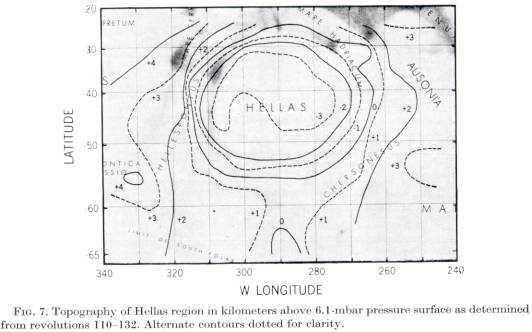 20
FRETUM
MARE HADRIACUM
+3
+2
30
+4
S
AUSONIA
+3
40
HELLAS
-2
0
+2
-3
-1
LATITUDE
HELLESPONTUS
+1
-50
CHERSONESUS
+3
ONTICA
+4
-60
+3
+2
+1
0
+1
MA
LIMIT OF SOUTH POLAR
-65
340 320 300 280 260 240
W LONGITUDE
FIG. 7. Topography of Hellas region in kilometers above 6.1-mbar pressure surface as determined
from revolutions 110–132. Alternate contours dotted for clarity.